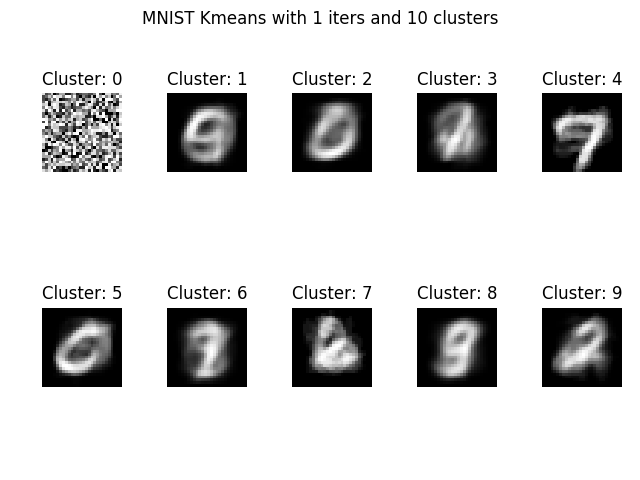 MNIST Kmeans with 1 iters and 10 clusters
Cluster: 0 Cluster: 1 Cluster: 2 Cluster: 3 Cluster: 4
Cluster: 5 Cluster: 6 Cluster: 7 Cluster: 8 Cluster: 9